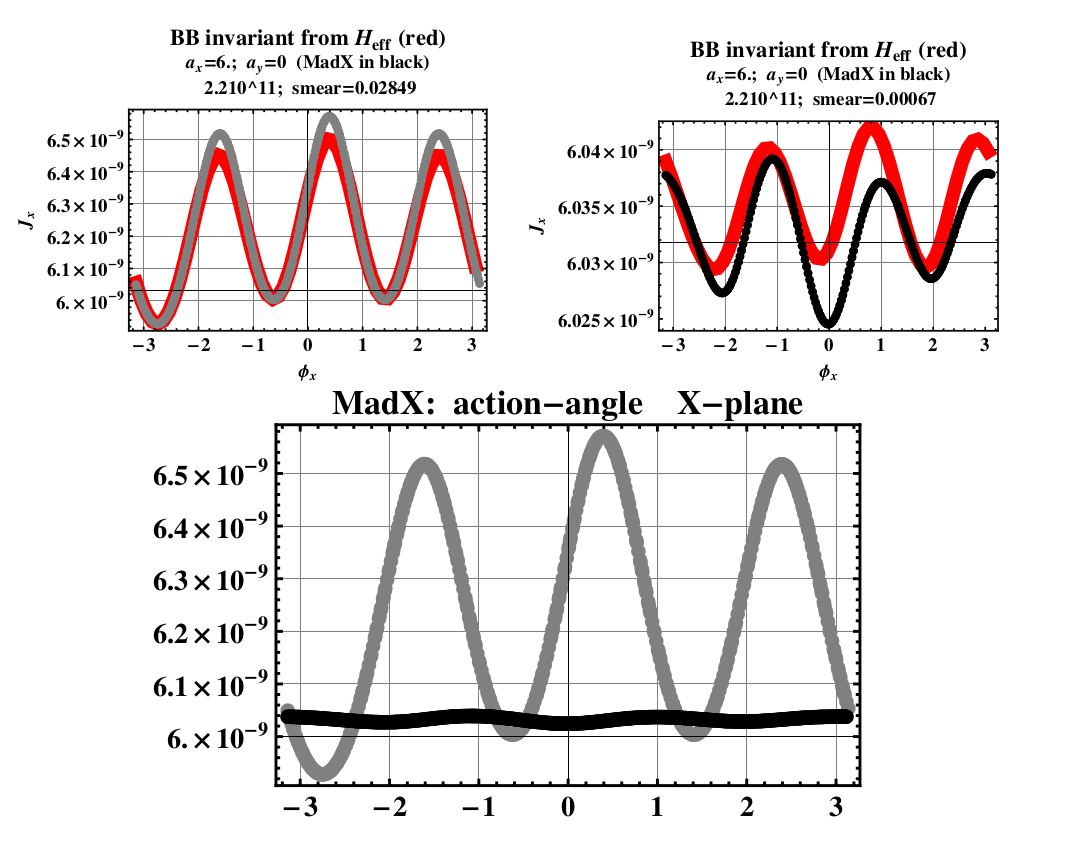 BB invariant from H_eff (red)
a_x=6.; a_y=0 (MadX in black)
2.210^11; smear=0.02849
6.5×10^−9
6.4×10^−9
6.3×10^−9
6.2×10^−9
6.1×10^−9
6.×10^−9
J_x
−3 −2 −1 0 1 2 3
ϕ_x
BB invariant from H_eff (red)
a_x=6.; a_y=0 (MadX in black)
2.210^11; smear=0.00067
6.04×10^−9
6.035×10^−9
6.03×10^−9
6.025×10^−9
J_x
−3 −2 −1 0 1 2 3
ϕ_x
MadX: action−angle X−plane
6.5×10^−9
6.4×10^−9
6.3×10^−9
6.2×10^−9
6.1×10^−9
6.×10^−9
−3 −2 −1 0 1 2 3